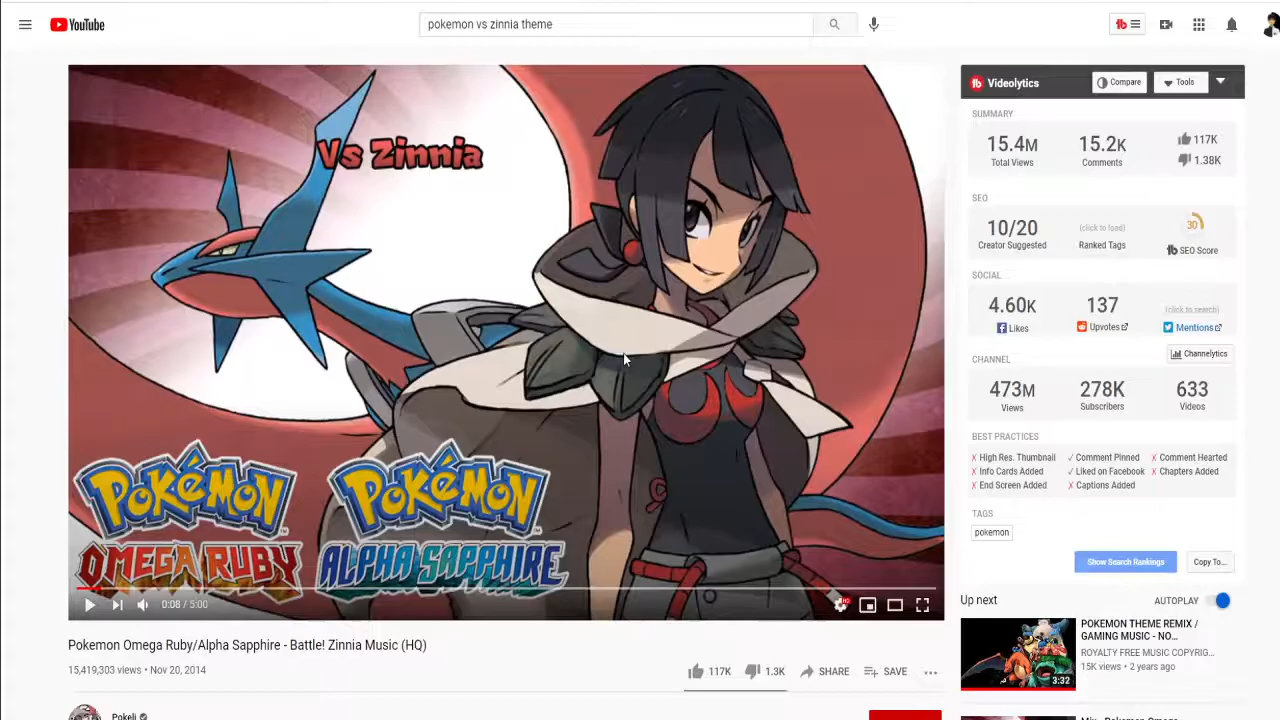 YouTube
pokemon vs zinnia theme
Vs Zinnia
Pokémon
OMEGA RUBY
Pokémon
ALPHA SAPPHIRE
0:08 / 5:00
HD
Pokemon Omega Ruby/Alpha Sapphire - Battle! Zinnia Music (HQ)
15,419,303 views • Nov 20, 2014
117K
1.3K
SHARE
SAVE
Pokeli
tb
Videolytics
Compare
Tools
SUMMARY
15.4M
Total Views
15.2K
Comments
117K
1.38K
SEO
10/20
Creator Suggested
(click to load)
Ranked Tags
30
tb SEO Score
SOCIAL
4.60K
Likes
137
Upvotes
(click to search)
Mentions
CHANNEL
Channelytics
473M
Views
278K
Subscribers
633
Videos
BEST PRACTICES
X High Res. Thumbnail √ Comment Pinned X Comment Hearted
X Info Cards Added √ Liked on Facebook X Chapters Added
X End Screen Added X Captions Added
TAGS
pokemon
Show Search Rankings
Copy To...
Up next
AUTOPLAY
3:32
POKEMON THEME REMIX /
GAMING MUSIC - NO...
ROYALTY FREE MUSIC COPYRIG...
15K views • 2 years ago